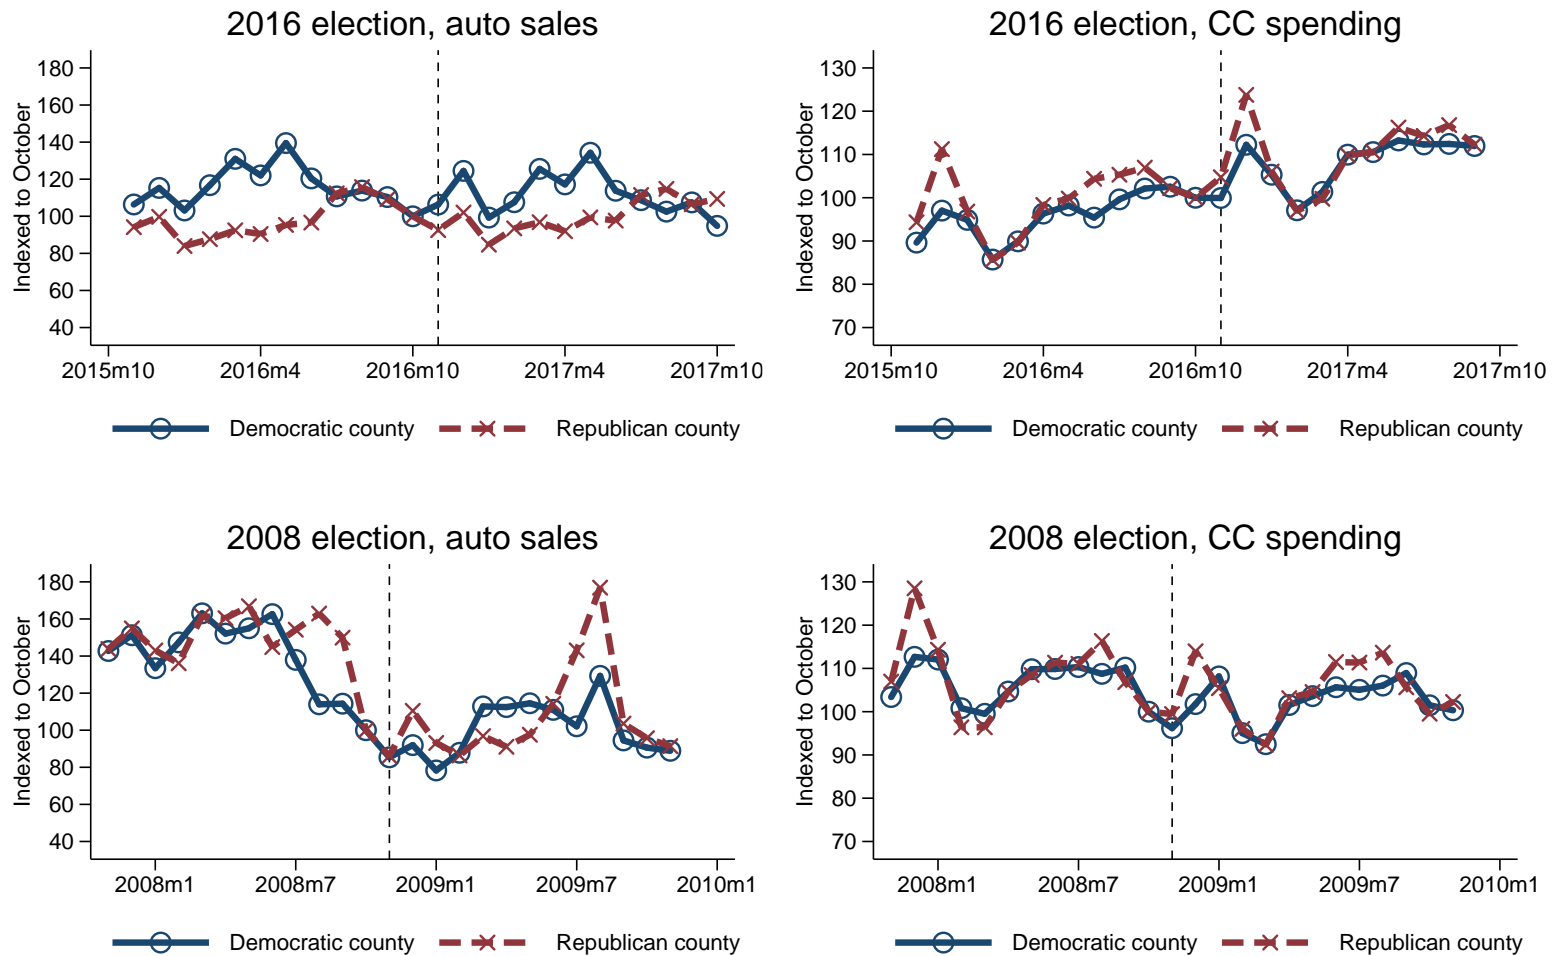 2016 election, auto sales
180
160
140
120
100
80
60
40
Indexed to October
2015m10 2016m4 2016m10 2017m4 2017m10
Democratic county Republican county
2016 election, CC spending
130
120
110
100
90
80
70
Indexed to October
2015m10 2016m4 2016m10 2017m4 2017m10
Democratic county Republican county
2008 election, auto sales
180
160
140
120
100
80
60
40
Indexed to October
2008m1 2008m7 2009m1 2009m7 2010m1
Democratic county Republican county
2008 election, CC spending
130
120
110
100
90
80
70
Indexed to October
2008m1 2008m7 2009m1 2009m7 2010m1
Democratic county Republican county